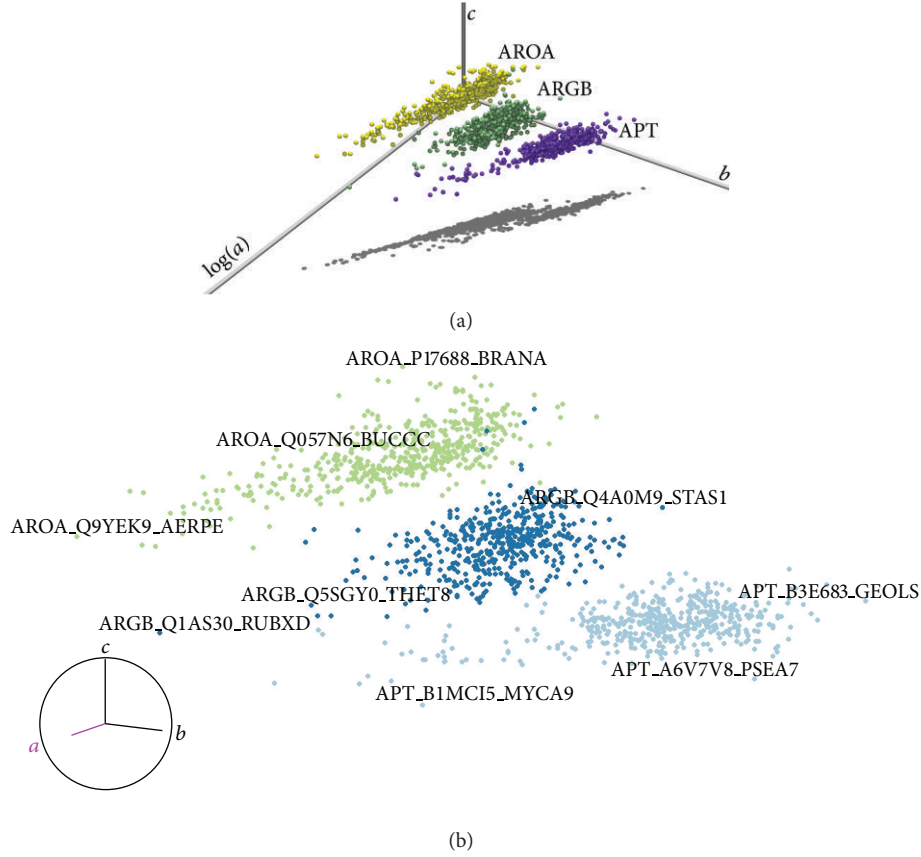 c
AROA
ARGB
APT
b
log(a)
(a)
AROA_P17688_BRANA
AROA_Q057N6_BUCCC
ARGB_Q4A0M9_STAS1
AROA_Q9YEK9_AERPE
ARGB_Q5SGY0_THET8
APT_B3E683_GEOLS
ARGB_Q1AS30_RUBXD
APT_A6V7V8_PSEA7
APT_B1MCI5_MYCA9
c
b
a
(b)